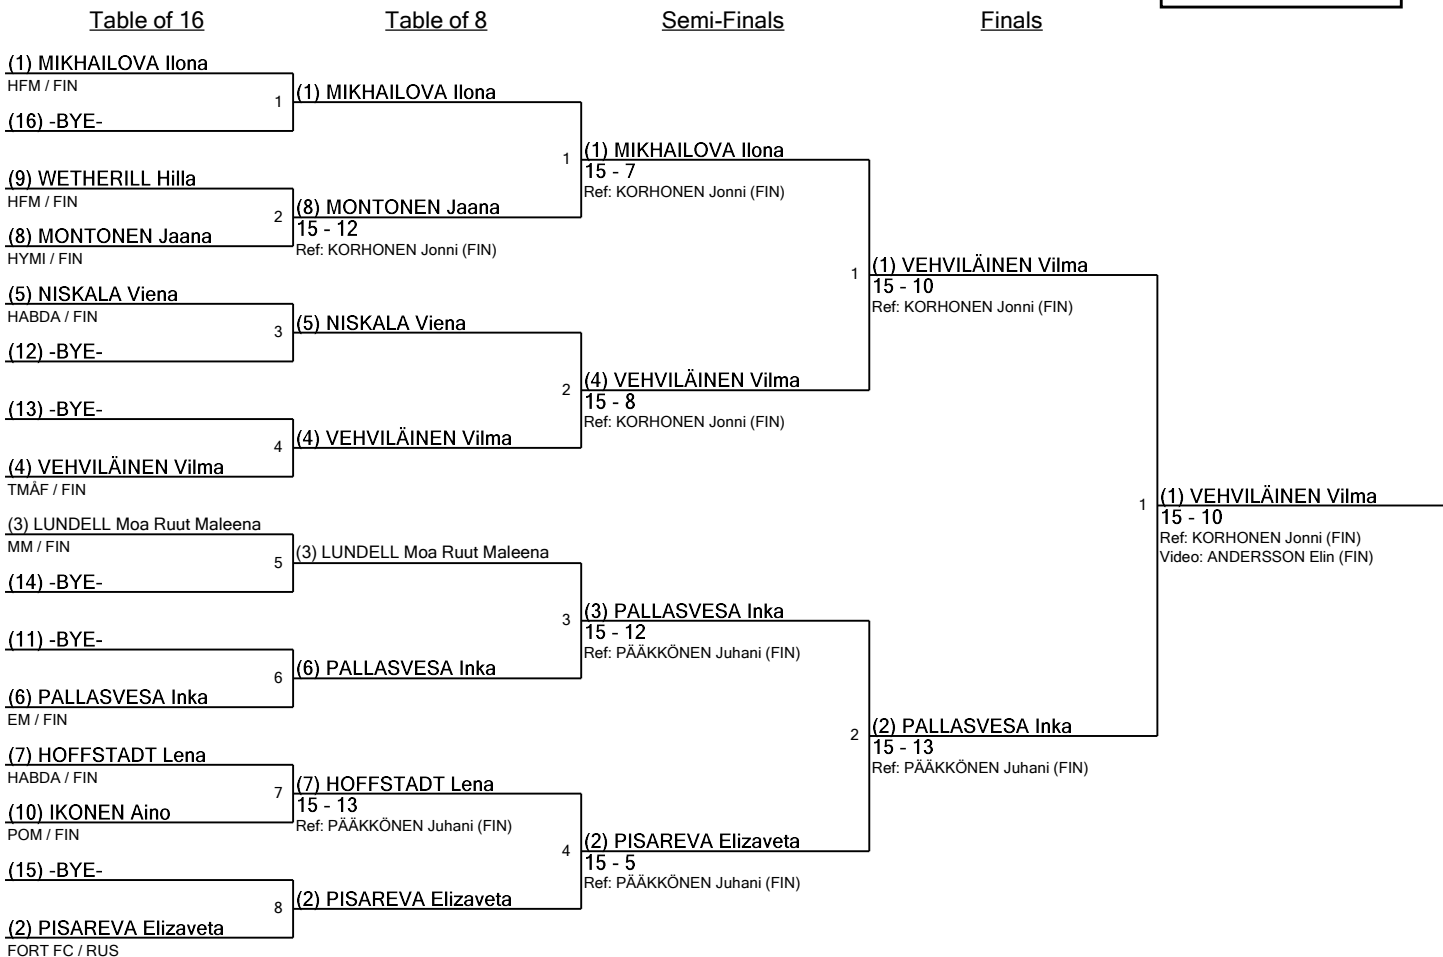 Table of 16
Table of 8
Semi-Finals
Finals
(1) MIKHAILOVA Ilona
HFM / FIN
1
(16) -BYE-
(9) WETHERILL Hilla
HFM / FIN
2
(8) MONTONEN Jaana
HYMI / FIN
(5) NISKALA Viena
HABDA / FIN
3
(12) -BYE-
(13) -BYE-
4
(4) VEHVILÄINEN Vilma
TMÅF / FIN
(3) LUNDELL Moa Ruut Maleena
MM / FIN
5
(14) -BYE-
(11) -BYE-
6
(6) PALLASVESA Inka
EM / FIN
(7) HOFFSTADT Lena
HABDA / FIN
7
(10) IKONEN Aino
POM / FIN
(15) -BYE-
8
(2) PISAREVA Elizaveta
FORT FC / RUS
(1) MIKHAILOVA Ilona
1
(8) MONTONEN Jaana
15 - 12
Ref: KORHONEN Jonni (FIN)
(5) NISKALA Viena
2
(4) VEHVILÄINEN Vilma
(3) LUNDELL Moa Ruut Maleena
3
(6) PALLASVESA Inka
(7) HOFFSTADT Lena
15 - 13
Ref: PÄÄKKÖNEN Juhani (FIN)
4
(2) PISAREVA Elizaveta
(1) MIKHAILOVA Ilona
15 - 7
Ref: KORHONEN Jonni (FIN)
1
(4) VEHVILÄINEN Vilma
15 - 8
Ref: KORHONEN Jonni (FIN)
(3) PALLASVESA Inka
15 - 12
Ref: PÄÄKKÖNEN Juhani (FIN)
2
(2) PISAREVA Elizaveta
15 - 5
Ref: PÄÄKKÖNEN Juhani (FIN)
(1) VEHVILÄINEN Vilma
15 - 10
Ref: KORHONEN Jonni (FIN)
1
(2) PALLASVESA Inka
15 - 13
Ref: PÄÄKKÖNEN Juhani (FIN)
(1) VEHVILÄINEN Vilma
15 - 10
Ref: KORHONEN Jonni (FIN)
Video: ANDERSSON Elin (FIN)